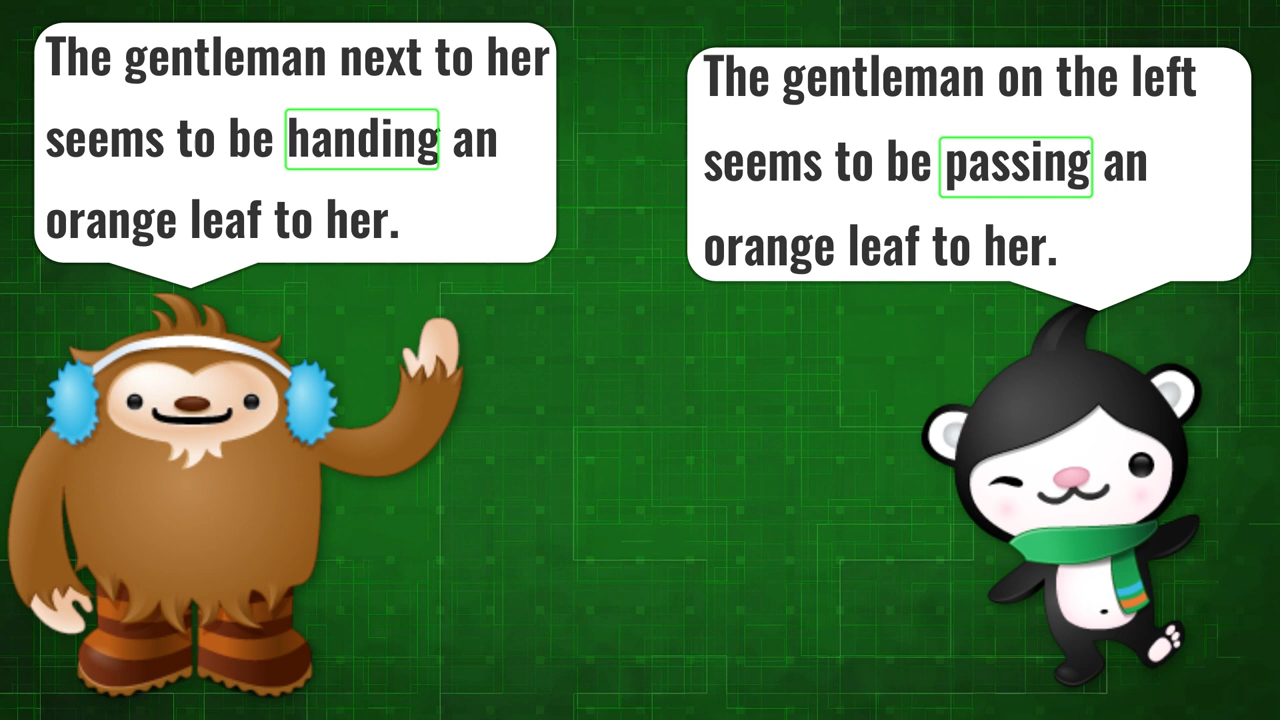 The gentleman next to her
seems to be handing an
orange leaf to her.
The gentleman on the left
seems to be passing an
orange leaf to her.